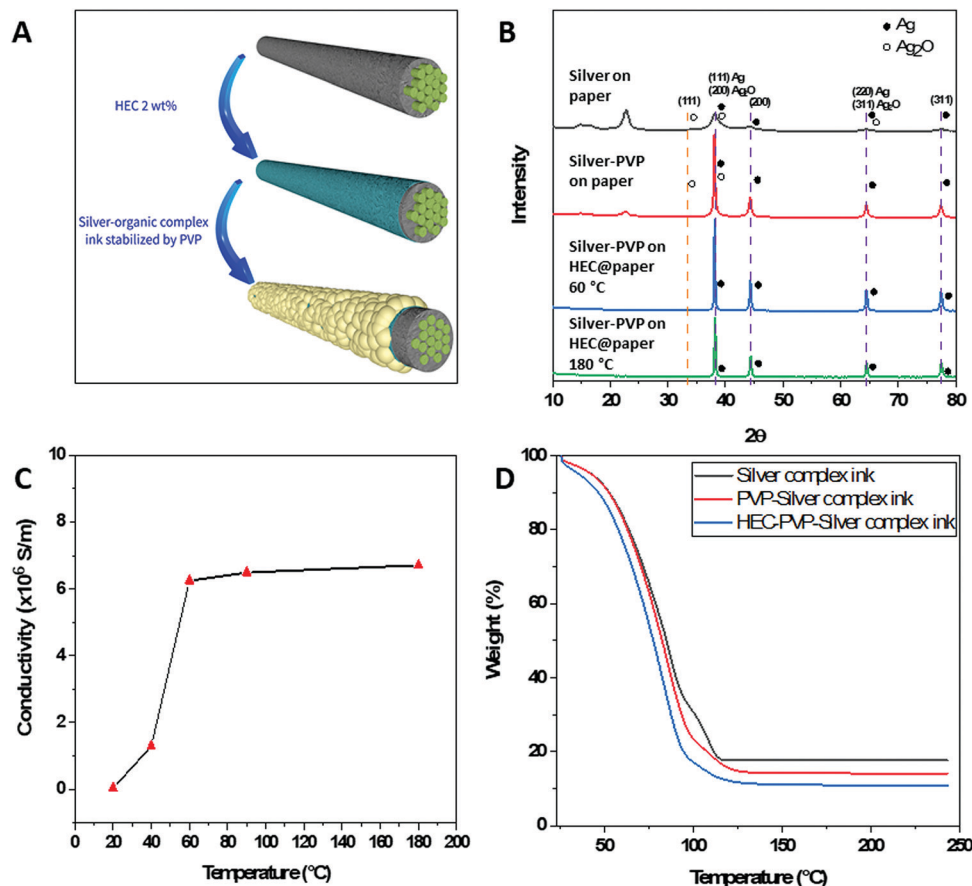 A
HEC 2 wt%
Silver-organic complex
ink stabilized by PVP
B
Ag
Ag2O
Silver on
paper
(111)
(111) Ag
(200) Ag2O
(200)
(220) Ag
(311) Ag2O
(311)
Silver-PVP
on paper
Silver-PVP on
HEC@paper
60 °C
Silver-PVP on
HEC@paper
180 °C
Intensity
10 20 30 40 50 60 70 80
2θ
C
10
8
6
4
2
0
Conductivity (x10^6 S/m)
0 20 40 60 80 100 120 140 160 180 200
Temperature (°C)
D
100
80
60
40
20
0
Weight (%)
Silver complex ink
PVP-Silver complex ink
HEC-PVP-Silver complex ink
50 100 150 200 250
Temperature (°C)